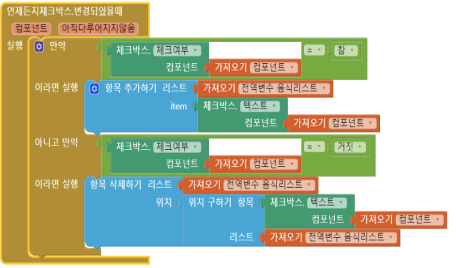 언제든지체크박스.변경되었을때
컴포넌트 아직다루어지지않음
실행 만약 체크박스. 체크여부 = 참
컴포넌트 가져오기 컴포넌트
이라면 실행 항목 추가하기 리스트 가져오기 전역변수 음식리스트
item 체크박스. 텍스트
컴포넌트 가져오기 컴포넌트
아니고 만약 체크박스. 체크여부 = 거짓
컴포넌트 가져오기 컴포넌트
이라면 실행 항목 삭제하기 리스트 가져오기 전역변수 음식리스트
위치 위치 구하기 항목 체크박스. 텍스트
컴포넌트 가져오기 컴포넌트
리스트 가져오기 전역변수 음식리스트